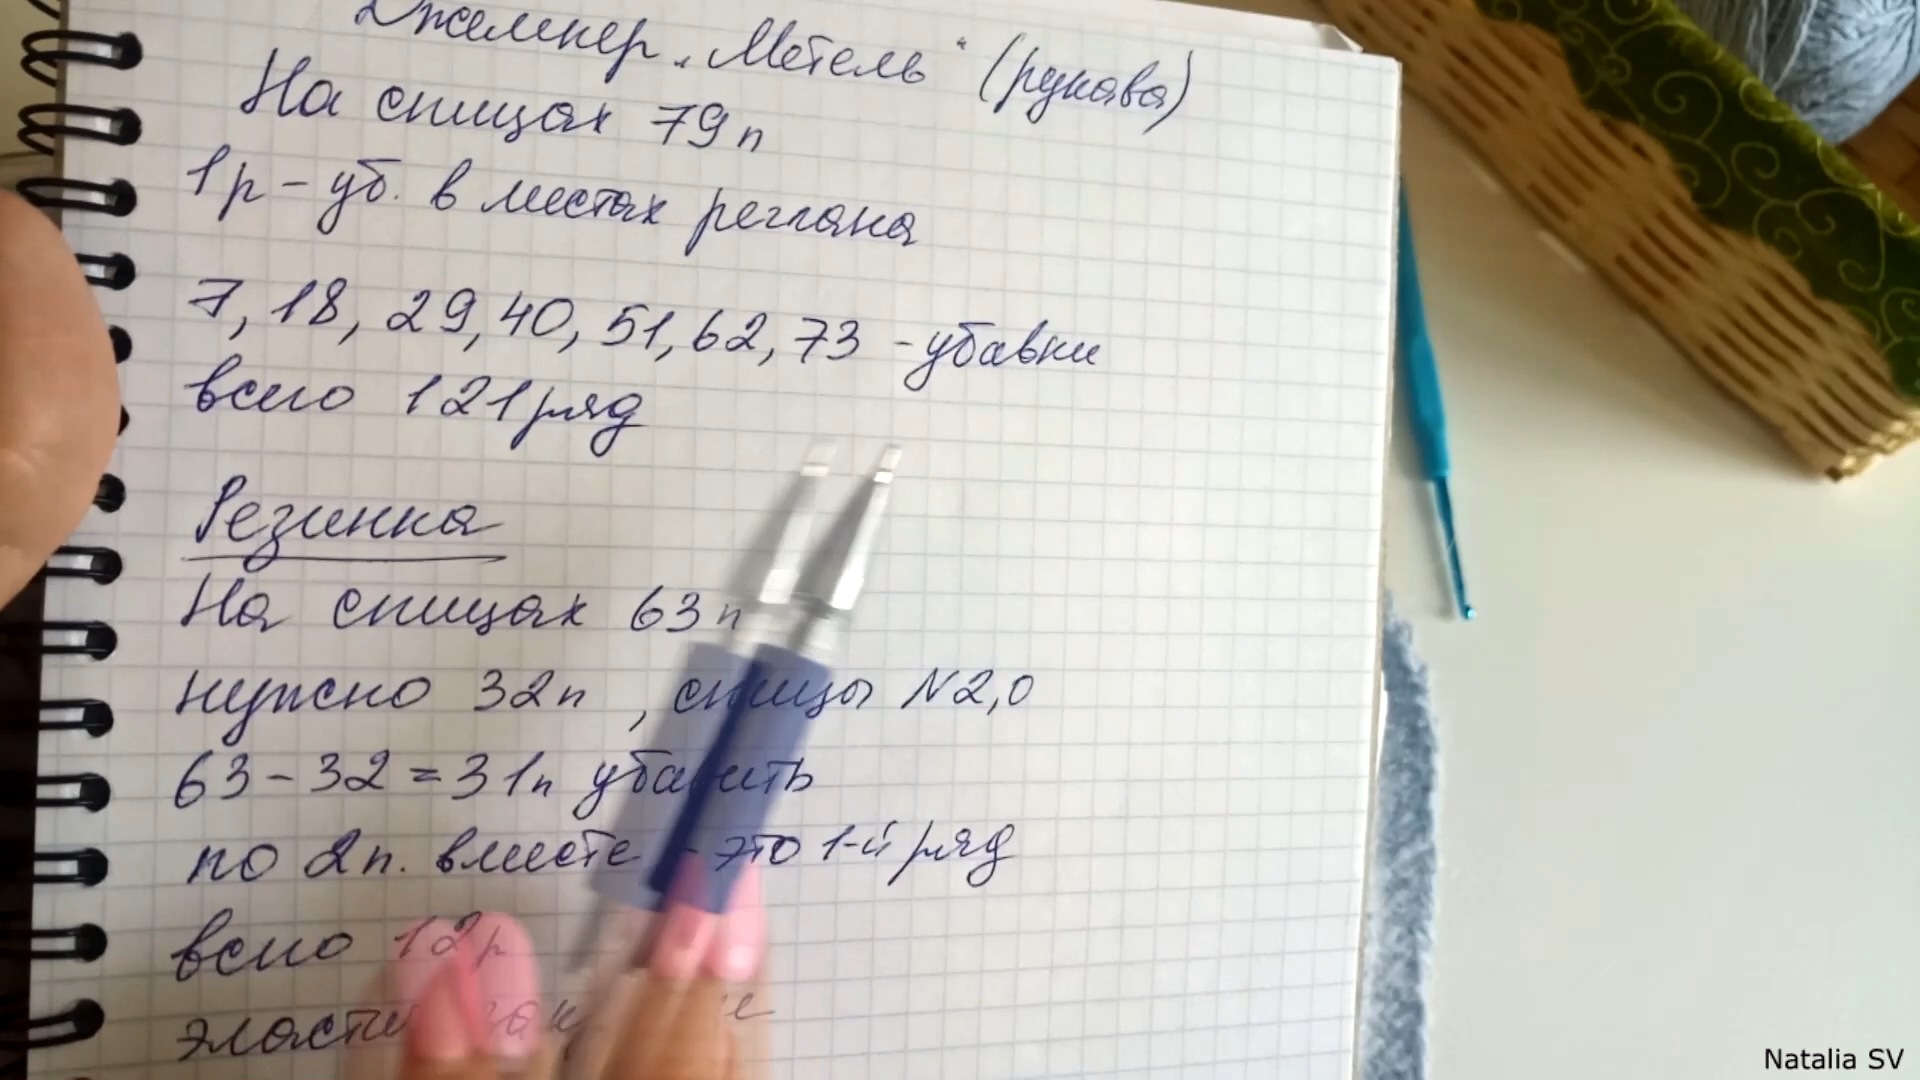 Джемпер „Метель" (рукава)
На спицах 79 п
1 р – уб. в местах реглана
7, 18, 29, 40, 51, 62, 73 – убавки
всего 121 ряд
Резинка
На спицах 63 п
нужно 32 п , спицы N 2,0
63 – 32 = 31 п убавить
по 2 п. вместе – это 1-й ряд
всего 12 р
Natalia SV